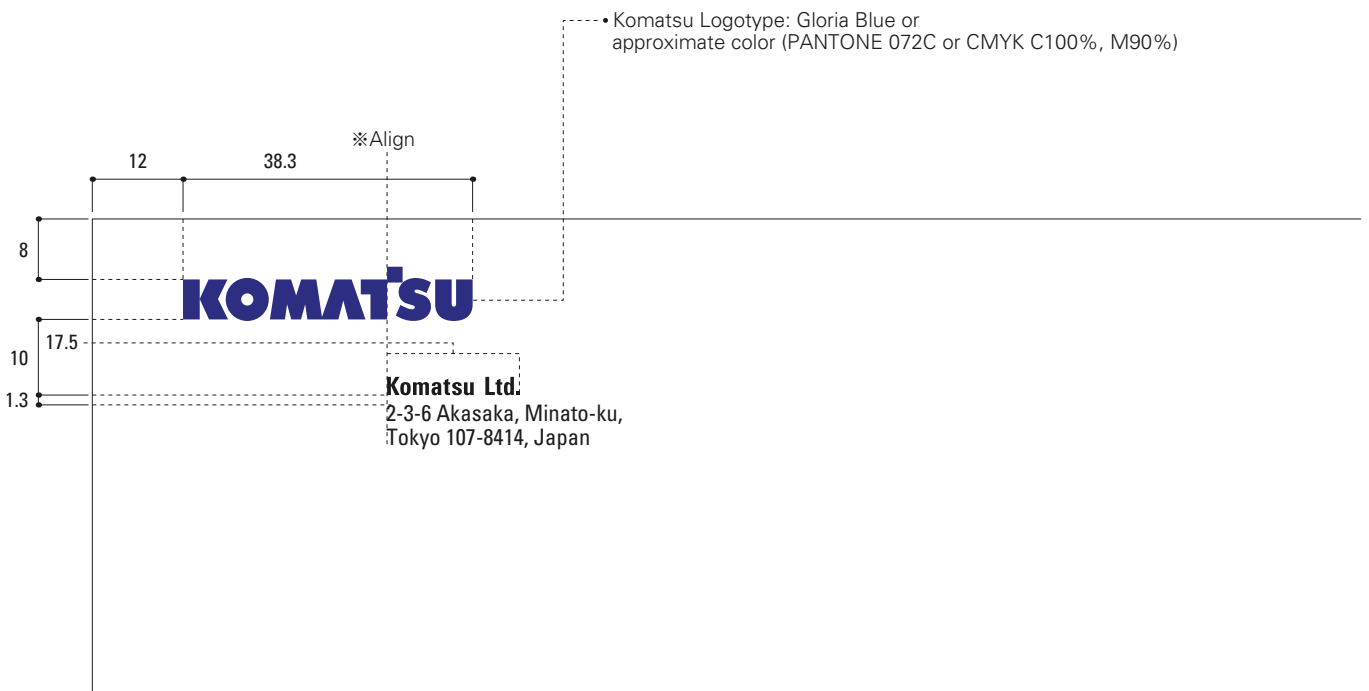 • Komatsu Logotype: Gloria Blue or
approximate color (PANTONE 072C or CMYK C100%, M90%)
※Align
12
38.3
8
KOMATSU
17.5
10
Komatsu Ltd.
1.3
2-3-6 Akasaka, Minato-ku,
Tokyo 107-8414, Japan